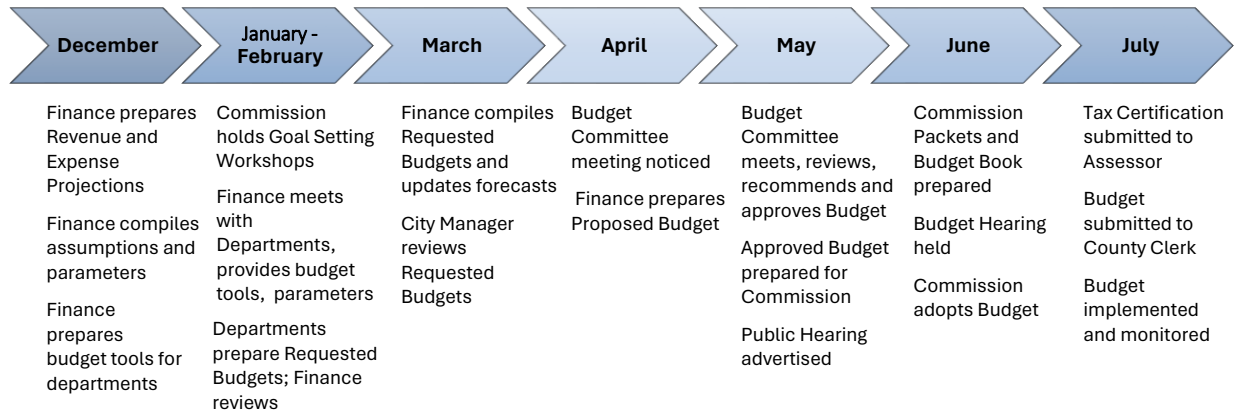 December
January -
February
March
April
May
June
July
Finance prepares
Revenue and
Expense
Projections
Finance compiles
assumptions and
parameters
Finance
prepares
budget tools for
departments
Commission
holds Goal Setting
Workshops
Finance meets
with
Departments,
provides budget
tools, parameters
Departments
prepare Requested
Budgets; Finance
reviews
Finance compiles
Requested
Budgets and
updates forecasts
City Manager
reviews
Requested
Budgets
Budget
Committee
meeting noticed
Finance prepares
Proposed Budget
Budget
Committee
meets, reviews,
recommends and
approves Budget
Approved Budget
prepared for
Commission
Public Hearing
advertised
Commission
Packets and
Budget Book
prepared
Budget Hearing
held
Commission
adopts Budget
Tax Certification
submitted to
Assessor
Budget
submitted to
County Clerk
Budget
implemented
and monitored